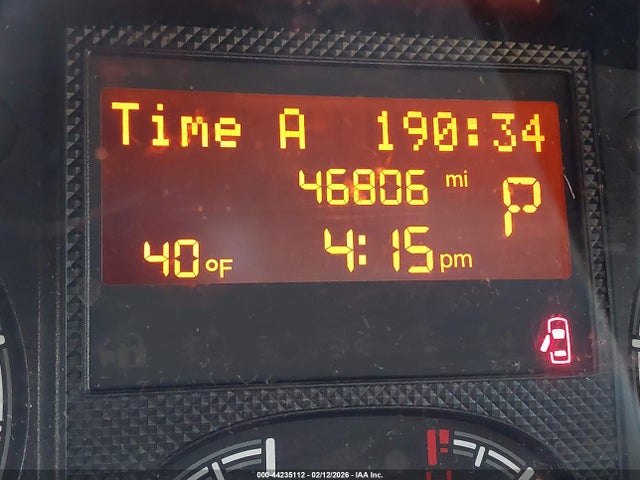 Time A 190:34
46806 mi
P
40°F 4:15 pm
000-44235112 - 02/12/2026 - IAA Inc.